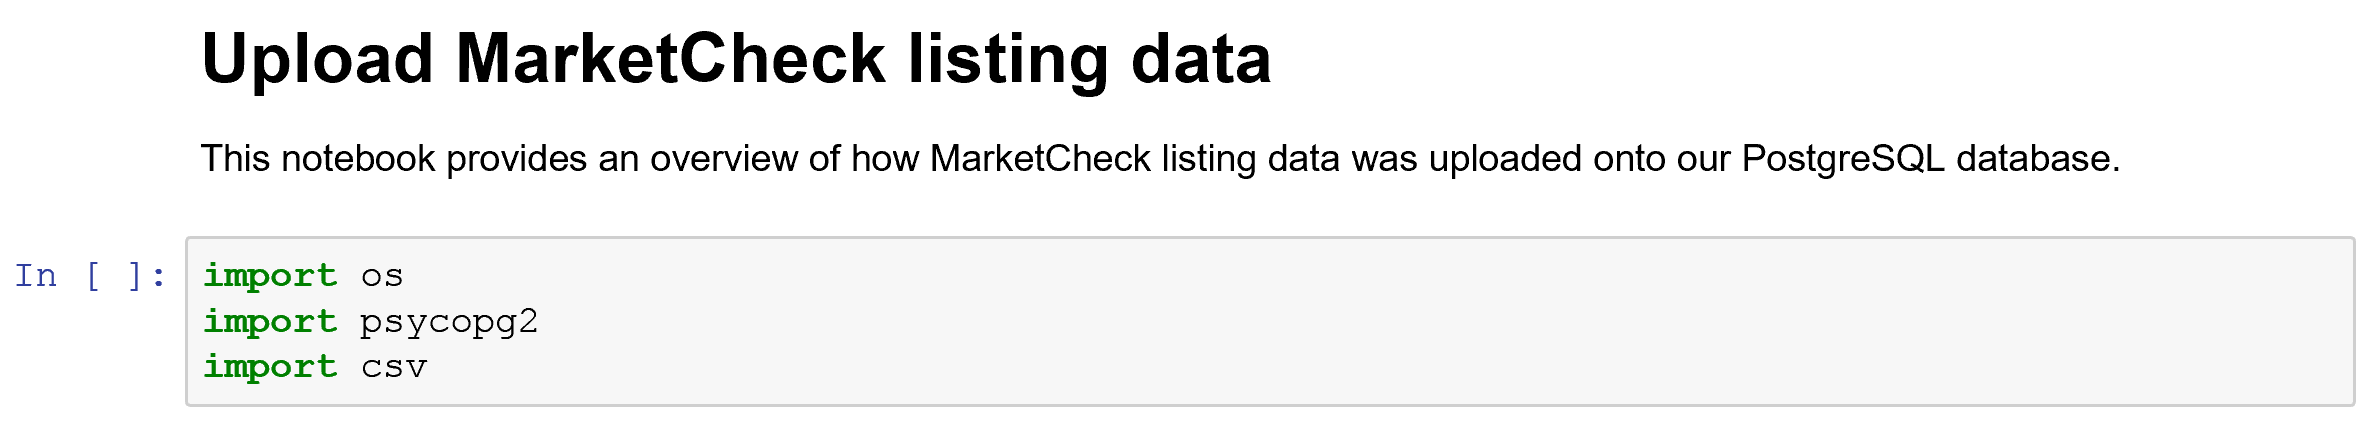 Upload MarketCheck listing data
This notebook provides an overview of how MarketCheck listing data was uploaded onto our PostgreSQL database.
In [ ]: import os
import psycopg2
import csv